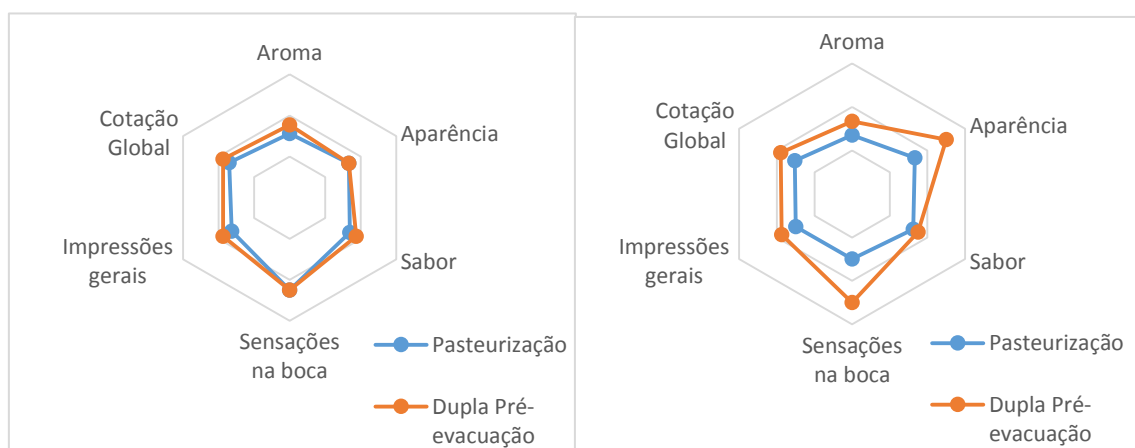 Aroma
Cotação
Global
Aparência
Impressões
gerais
Sabor
Sensações
na boca
Pasteurização
Dupla Pré-
evacuação
Aroma
Cotação
Global
Aparência
Impressões
gerais
Sabor
Sensações
na boca
Pasteurização
Dupla Pré-
evacuação